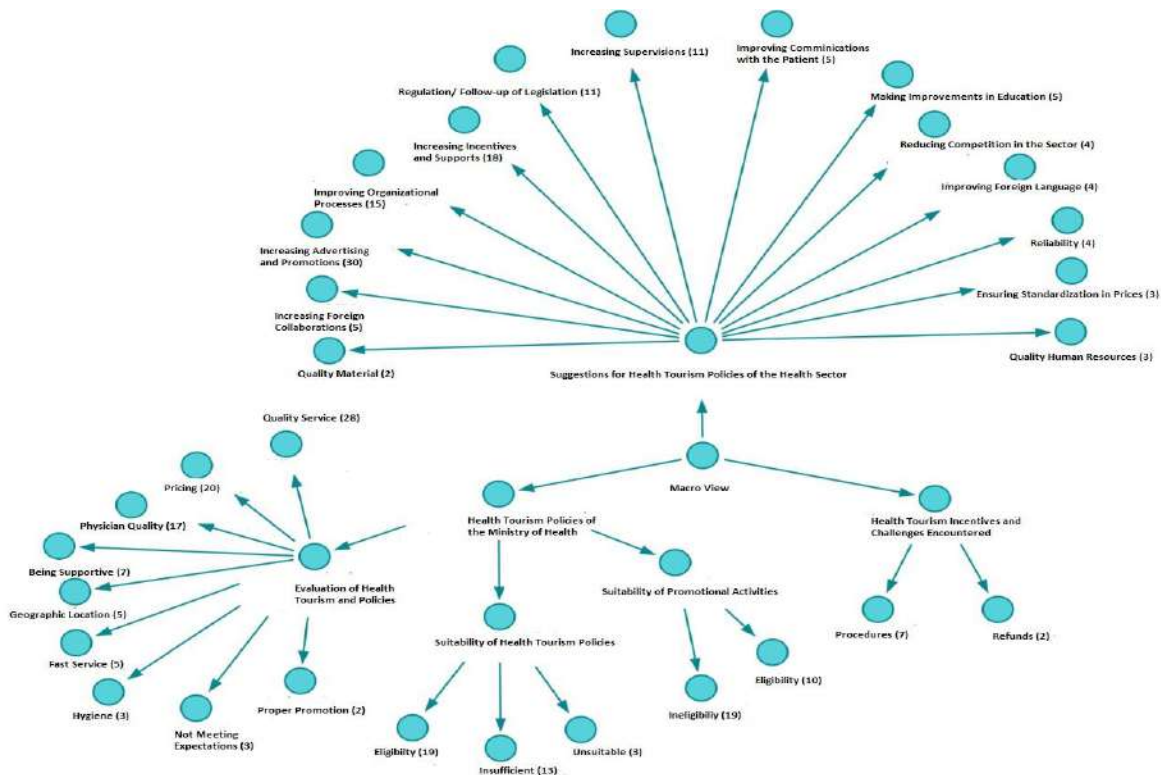 Increasing Supervisions (11)
Improving Comminications
with the Patient (5)
Regulation/ Follow-up of Legislation (11)
Making Improvements in Education (5)
Increasing Incentives
and Supports (18)
Reducing Competition in the Sector (4)
Improving Organizational
Processes (15)
Improving Foreign Language (4)
Increasing Advertising
and Promotions (30)
Reliability (4)
Ensuring Standardization in Prices (3)
Increasing Foreign
Collaborations (5)
Quality Human Resources (3)
Quality Material (2)
Suggestions for Health Tourism Policies of the Health Sector
Quality Service (28)
Pricing (20)
Macro View
Physician Quality (17)
Health Tourism Policies of
the Ministry of Health
Health Tourism Incentives and
Challenges Encountered
Being Supportive (7)
Evaluation of Health
Tourism and Policies
Suitability of Promotional Activities
Geographic Location (5)
Procedures (7)
Refunds (2)
Suitability of Health Tourism Policies
Fast Service (5)
Eligibility (10)
Hygiene (3)
Proper Promotion (2)
Ineligibiliy (19)
Not Meeting
Expectations (3)
Eligibilty (19)
Unsuitable (3)
Insufficient (13)